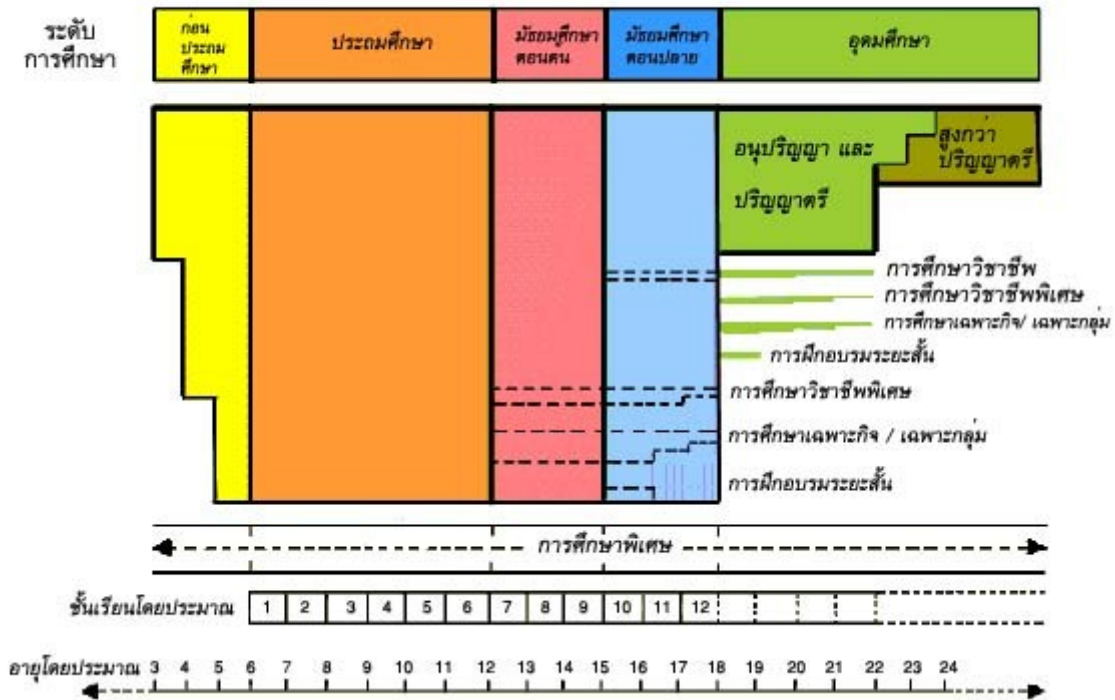 ระดับ
การศึกษา
ก่อน
ประถม
ศึกษา
ประถมศึกษา
มัธยมศึกษา
ตอนตน
มัธยมศึกษา
ตอนปลาย
อุดมศึกษา
อนุปริญญา และ
ปริญญาตรี
สูงกว่า
ปริญญาตรี
การศึกษาวิชาชีพ
การศึกษาวิชาชีพพิเศษ
การศึกษาเฉพาะกิจ/ เฉพาะกลุ่ม
การฝึกอบรมระยะสั้น
การศึกษาวิชาชีพพิเศษ
การศึกษาเฉพาะกิจ / เฉพาะกลุ่ม
การฝึกอบรมระยะสั้น
การศึกษาพิเศษ
ชั้นเรียนโดยประมาณ 1 2 3 4 5 6 7 8 9 10 11 12
อายุโดยประมาณ 3 4 5 6 7 8 9 10 11 12 13 14 15 16 17 18 19 20 21 22 23 24